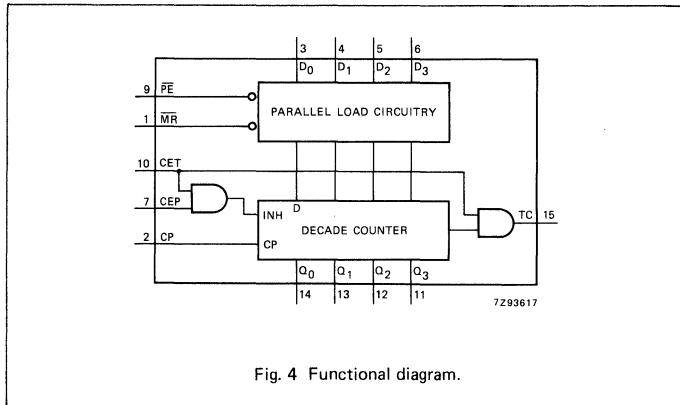 3 4 5 6
D0 D1 D2 D3
9 PE
PARALLEL LOAD CIRCUITRY
1 MR
10 CET
D
7 CEP
INH
TC 15
DECADE COUNTER
2 CP
CP
Q0 Q1 Q2 Q3
14 13 12 11
7Z93617
Fig. 4 Functional diagram.